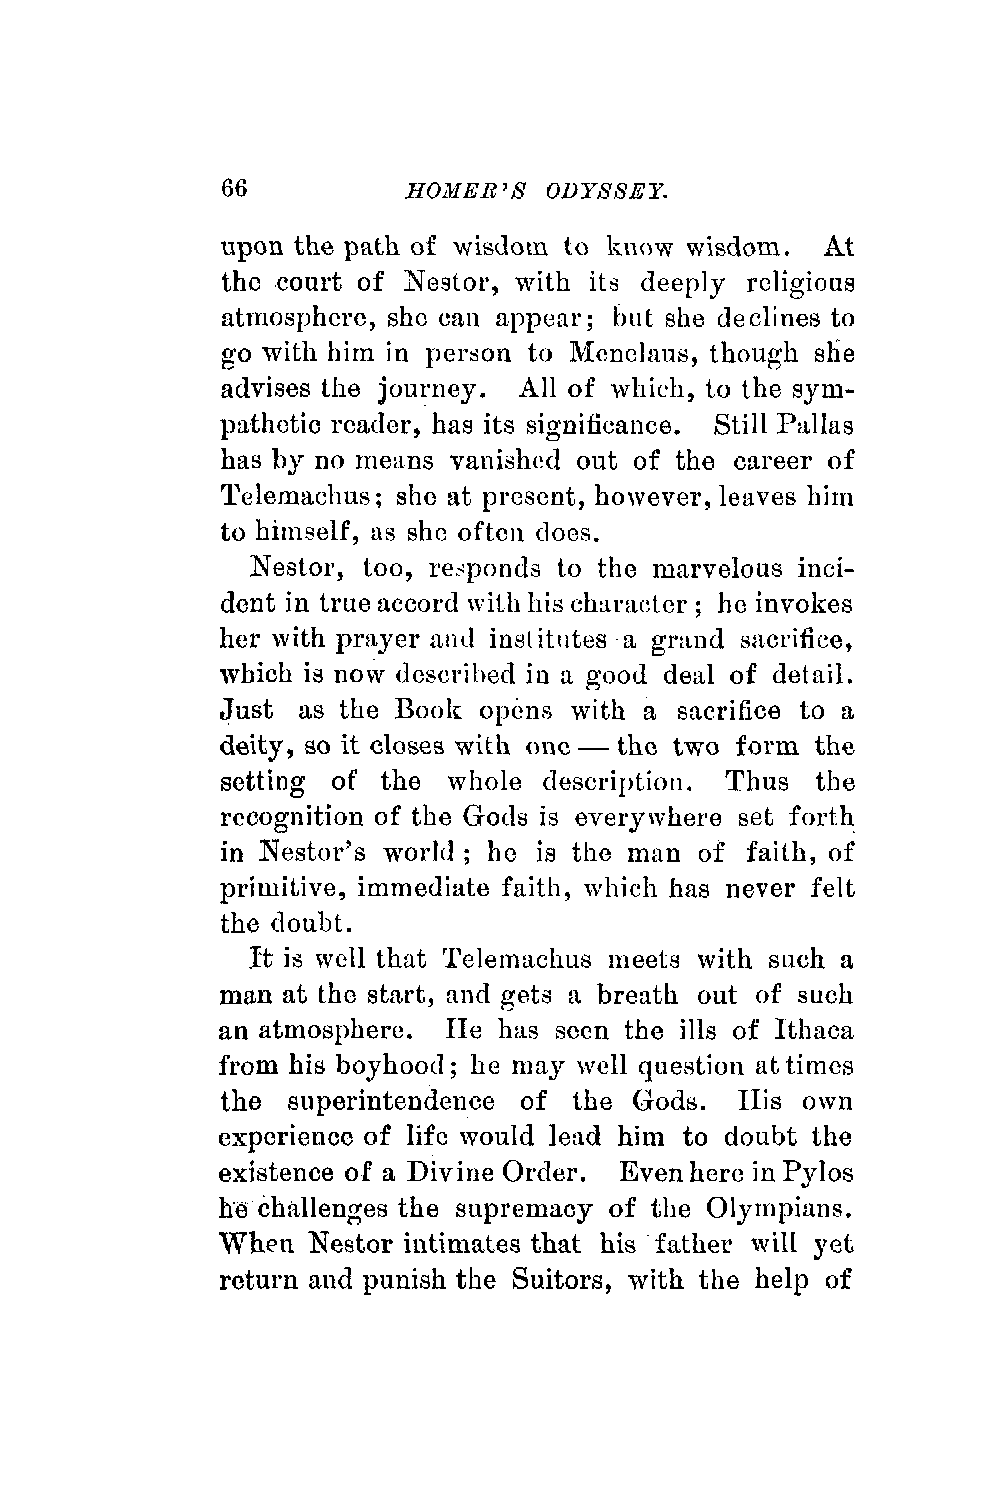 66 HOMER'S ODYSSEY.
upon the path of wisdom to know wisdom. At
the court of Nestor, with its deeply religious
atmosphere, she can appear; but she declines to
go with him in person to Menelaus, though she
advises the journey. All of which, to the sym-
pathetic reader, has its significance. Still Pallas
has by no means vanished out of the career of
Telemachus; she at present, however, leaves him
to himself, as she often does.
Nestor, too, responds to the marvelous inci-
dent in true accord with his character; he invokes
her with prayer and institutes a grand sacrifice,
which is now described in a good deal of detail.
Just as the Book opens with a sacrifice to a
deity, so it closes with one — the two form the
setting of the whole description. Thus the
recognition of the Gods is everywhere set forth
in Nestor's world; he is the man of faith, of
primitive, immediate faith, which has never felt
the doubt.
It is well that Telemachus meets with such a
man at the start, and gets a breath out of such
an atmosphere. He has seen the ills of Ithaca
from his boyhood; he may well question at times
the superintendence of the Gods. His own
experience of life would lead him to doubt the
existence of a Divine Order. Even here in Pylos
he challenges the supremacy of the Olympians.
When Nestor intimates that his father will yet
return and punish the Suitors, with the help of